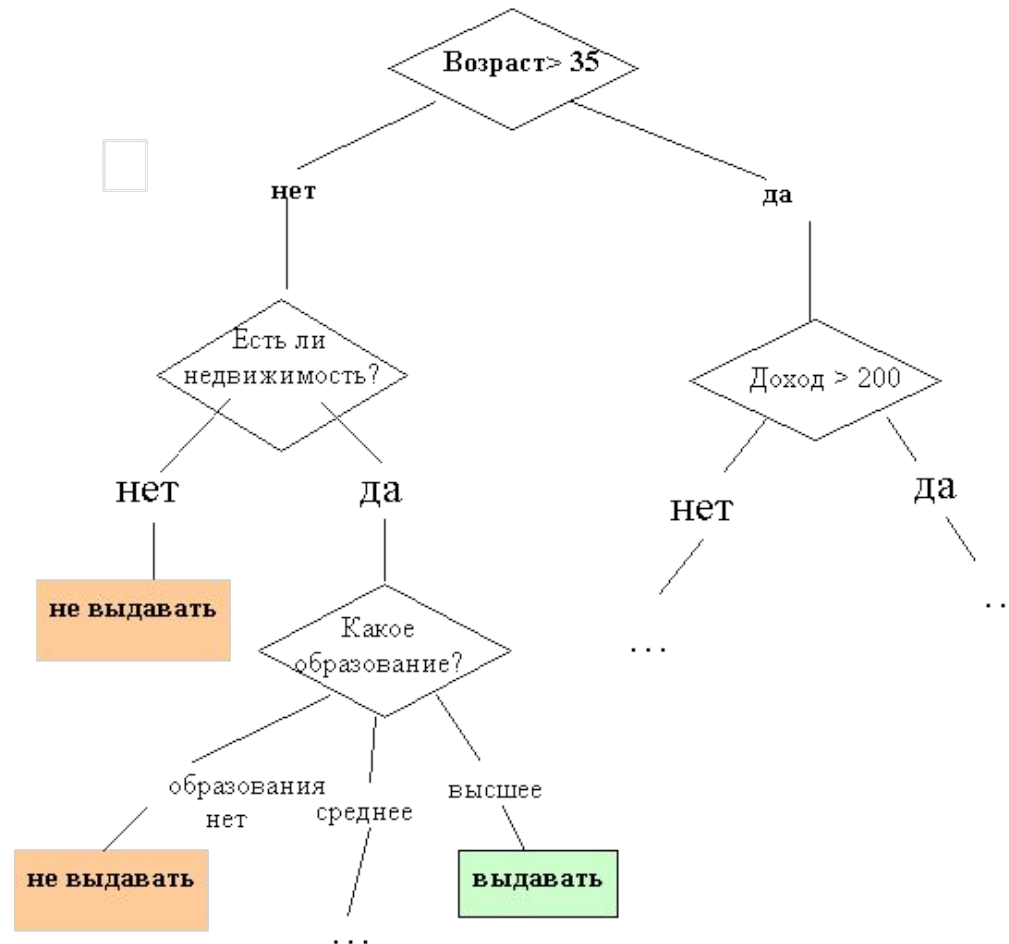 Возраст> 35
нет
да
Есть ли
недвижимость?
Доход > 200
нет
да
нет
да
не выдавать
Какое
образование?
. . .
. .
образования
нет
среднее
высшее
не выдавать
выдавать
. . .